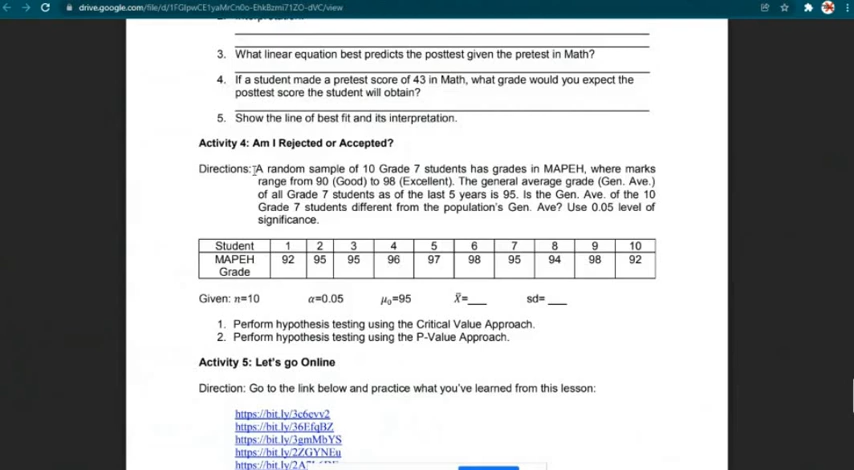 drive.google.com/file/d/1FGlpwCE1yaMrCn0o-EhkBzmi71ZO-dVC/view
3. What linear equation best predicts the posttest given the pretest in Math?
4. If a student made a pretest score of 43 in Math, what grade would you expect the
posttest score the student will obtain?
5. Show the line of best fit and its interpretation.
Activity 4: Am I Rejected or Accepted?
Directions: A random sample of 10 Grade 7 students has grades in MAPEH, where marks
range from 90 (Good) to 98 (Excellent). The general average grade (Gen. Ave.)
of all Grade 7 students as of the last 5 years is 95. Is the Gen. Ave. of the 10
Grade 7 students different from the population's Gen. Ave? Use 0.05 level of
significance.
Student 1 2 3 4 5 6 7 8 9 10
MAPEH 92 95 95 96 97 98 95 94 98 92
Grade
Given: n=10 α=0.05 μ₀=95 X̄=___ sd= ___
1. Perform hypothesis testing using the Critical Value Approach.
2. Perform hypothesis testing using the P-Value Approach.
Activity 5: Let's go Online
Direction: Go to the link below and practice what you've learned from this lesson:
https://bit.ly/3c6evv2
https://bit.ly/36EfqBZ
https://bit.ly/3gmMbYS
https://bit.ly/2ZGYNEu